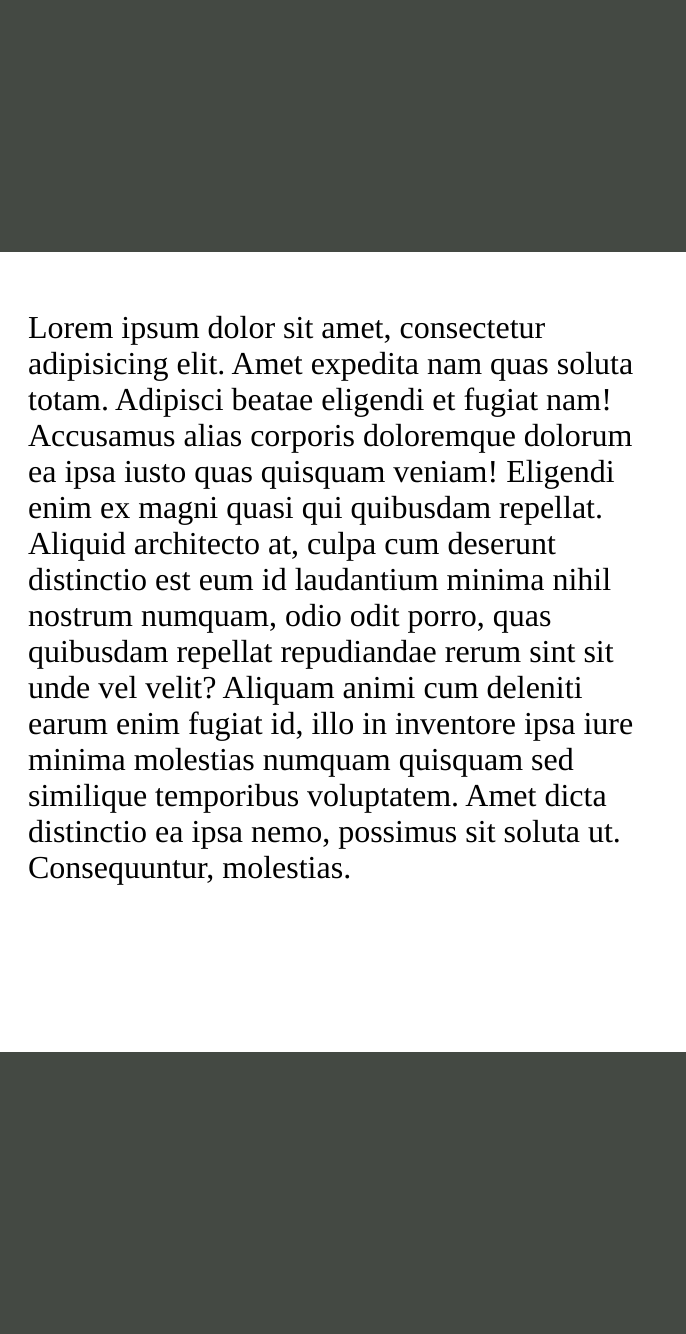 Lorem ipsum dolor sit amet, consectetur
adipisicing elit. Amet expedita nam quas soluta
totam. Adipisci beatae eligendi et fugiat nam!
Accusamus alias corporis doloremque dolorum
ea ipsa iusto quas quisquam veniam! Eligendi
enim ex magni quasi qui quibusdam repellat.
Aliquid architecto at, culpa cum deserunt
distinctio est eum id laudantium minima nihil
nostrum numquam, odio odit porro, quas
quibusdam repellat repudiandae rerum sint sit
unde vel velit? Aliquam animi cum deleniti
earum enim fugiat id, illo in inventore ipsa iure
minima molestias numquam quisquam sed
similique temporibus voluptatem. Amet dicta
distinctio ea ipsa nemo, possimus sit soluta ut.
Consequuntur, molestias.